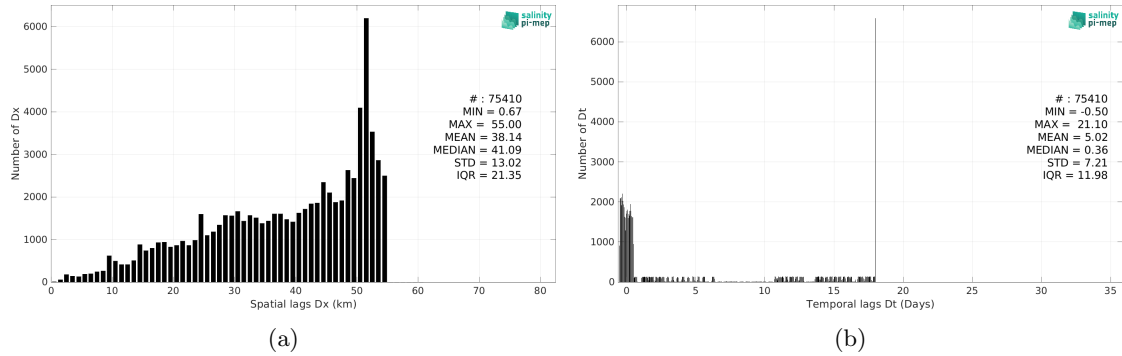 6000
5000
4000
3000
2000
1000
0
Number of Dx
0 10 20 30 40 50 60 70 80
Spatial lags Dx (km)
salinity
pi-mep
# : 75410
MIN = 0.67
MAX = 55.00
MEAN = 38.14
MEDIAN = 41.09
STD = 13.02
IQR = 21.35
(a)
6000
5000
4000
3000
2000
1000
0
Number of Dt
0 5 10 15 20 25 30 35
Temporal lags Dt (Days)
salinity
pi-mep
# : 75410
MIN = -0.50
MAX = 21.10
MEAN = 5.02
MEDIAN = 0.36
STD = 7.21
IQR = 11.98
(b)